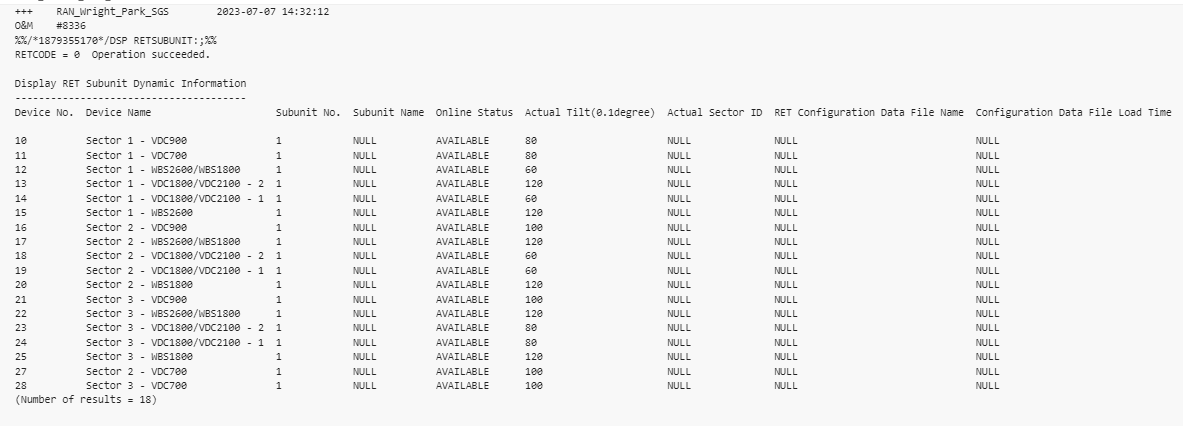 +++    RAN_Wright_Park_SGS        2023-07-07 14:32:12
O&M    #8336
%%/*1879355170*/DSP RETSUBUNIT:;%%
RETCODE = 0  Operation succeeded.

Display RET Subunit Dynamic Information
---------------------------------------
Device No.  Device Name                     Subunit No.  Subunit Name  Online Status  Actual Tilt(0.1degree)  Actual Sector ID  RET Configuration Data File Name  Configuration Data File Load Time

10          Sector 1 - VDC900               1            NULL          AVAILABLE      80                      NULL              NULL                              NULL
11          Sector 1 - VDC700               1            NULL          AVAILABLE      80                      NULL              NULL                              NULL
12          Sector 1 - WBS2600/WBS1800      1            NULL          AVAILABLE      60                      NULL              NULL                              NULL
13          Sector 1 - VDC1800/VDC2100 - 2  1            NULL          AVAILABLE      120                     NULL              NULL                              NULL
14          Sector 1 - VDC1800/VDC2100 - 1  1            NULL          AVAILABLE      60                      NULL              NULL                              NULL
15          Sector 1 - WBS2600              1            NULL          AVAILABLE      120                     NULL              NULL                              NULL
16          Sector 2 - VDC900               1            NULL          AVAILABLE      100                     NULL              NULL                              NULL
17          Sector 2 - WBS2600/WBS1800      1            NULL          AVAILABLE      120                     NULL              NULL                              NULL
18          Sector 2 - VDC1800/VDC2100 - 2  1            NULL          AVAILABLE      60                      NULL              NULL                              NULL
19          Sector 2 - VDC1800/VDC2100 - 1  1            NULL          AVAILABLE      60                      NULL              NULL                              NULL
20          Sector 2 - WBS1800              1            NULL          AVAILABLE      120                     NULL              NULL                              NULL
21          Sector 3 - VDC900               1            NULL          AVAILABLE      100                     NULL              NULL                              NULL
22          Sector 3 - WBS2600/WBS1800      1            NULL          AVAILABLE      120                     NULL              NULL                              NULL
23          Sector 3 - VDC1800/VDC2100 - 2  1            NULL          AVAILABLE      80                      NULL              NULL                              NULL
24          Sector 3 - VDC1800/VDC2100 - 1  1            NULL          AVAILABLE      80                      NULL              NULL                              NULL
25          Sector 3 - WBS1800              1            NULL          AVAILABLE      120                     NULL              NULL                              NULL
27          Sector 2 - VDC700               1            NULL          AVAILABLE      100                     NULL              NULL                              NULL
28          Sector 3 - VDC700               1            NULL          AVAILABLE      100                     NULL              NULL                              NULL
(Number of results = 18)